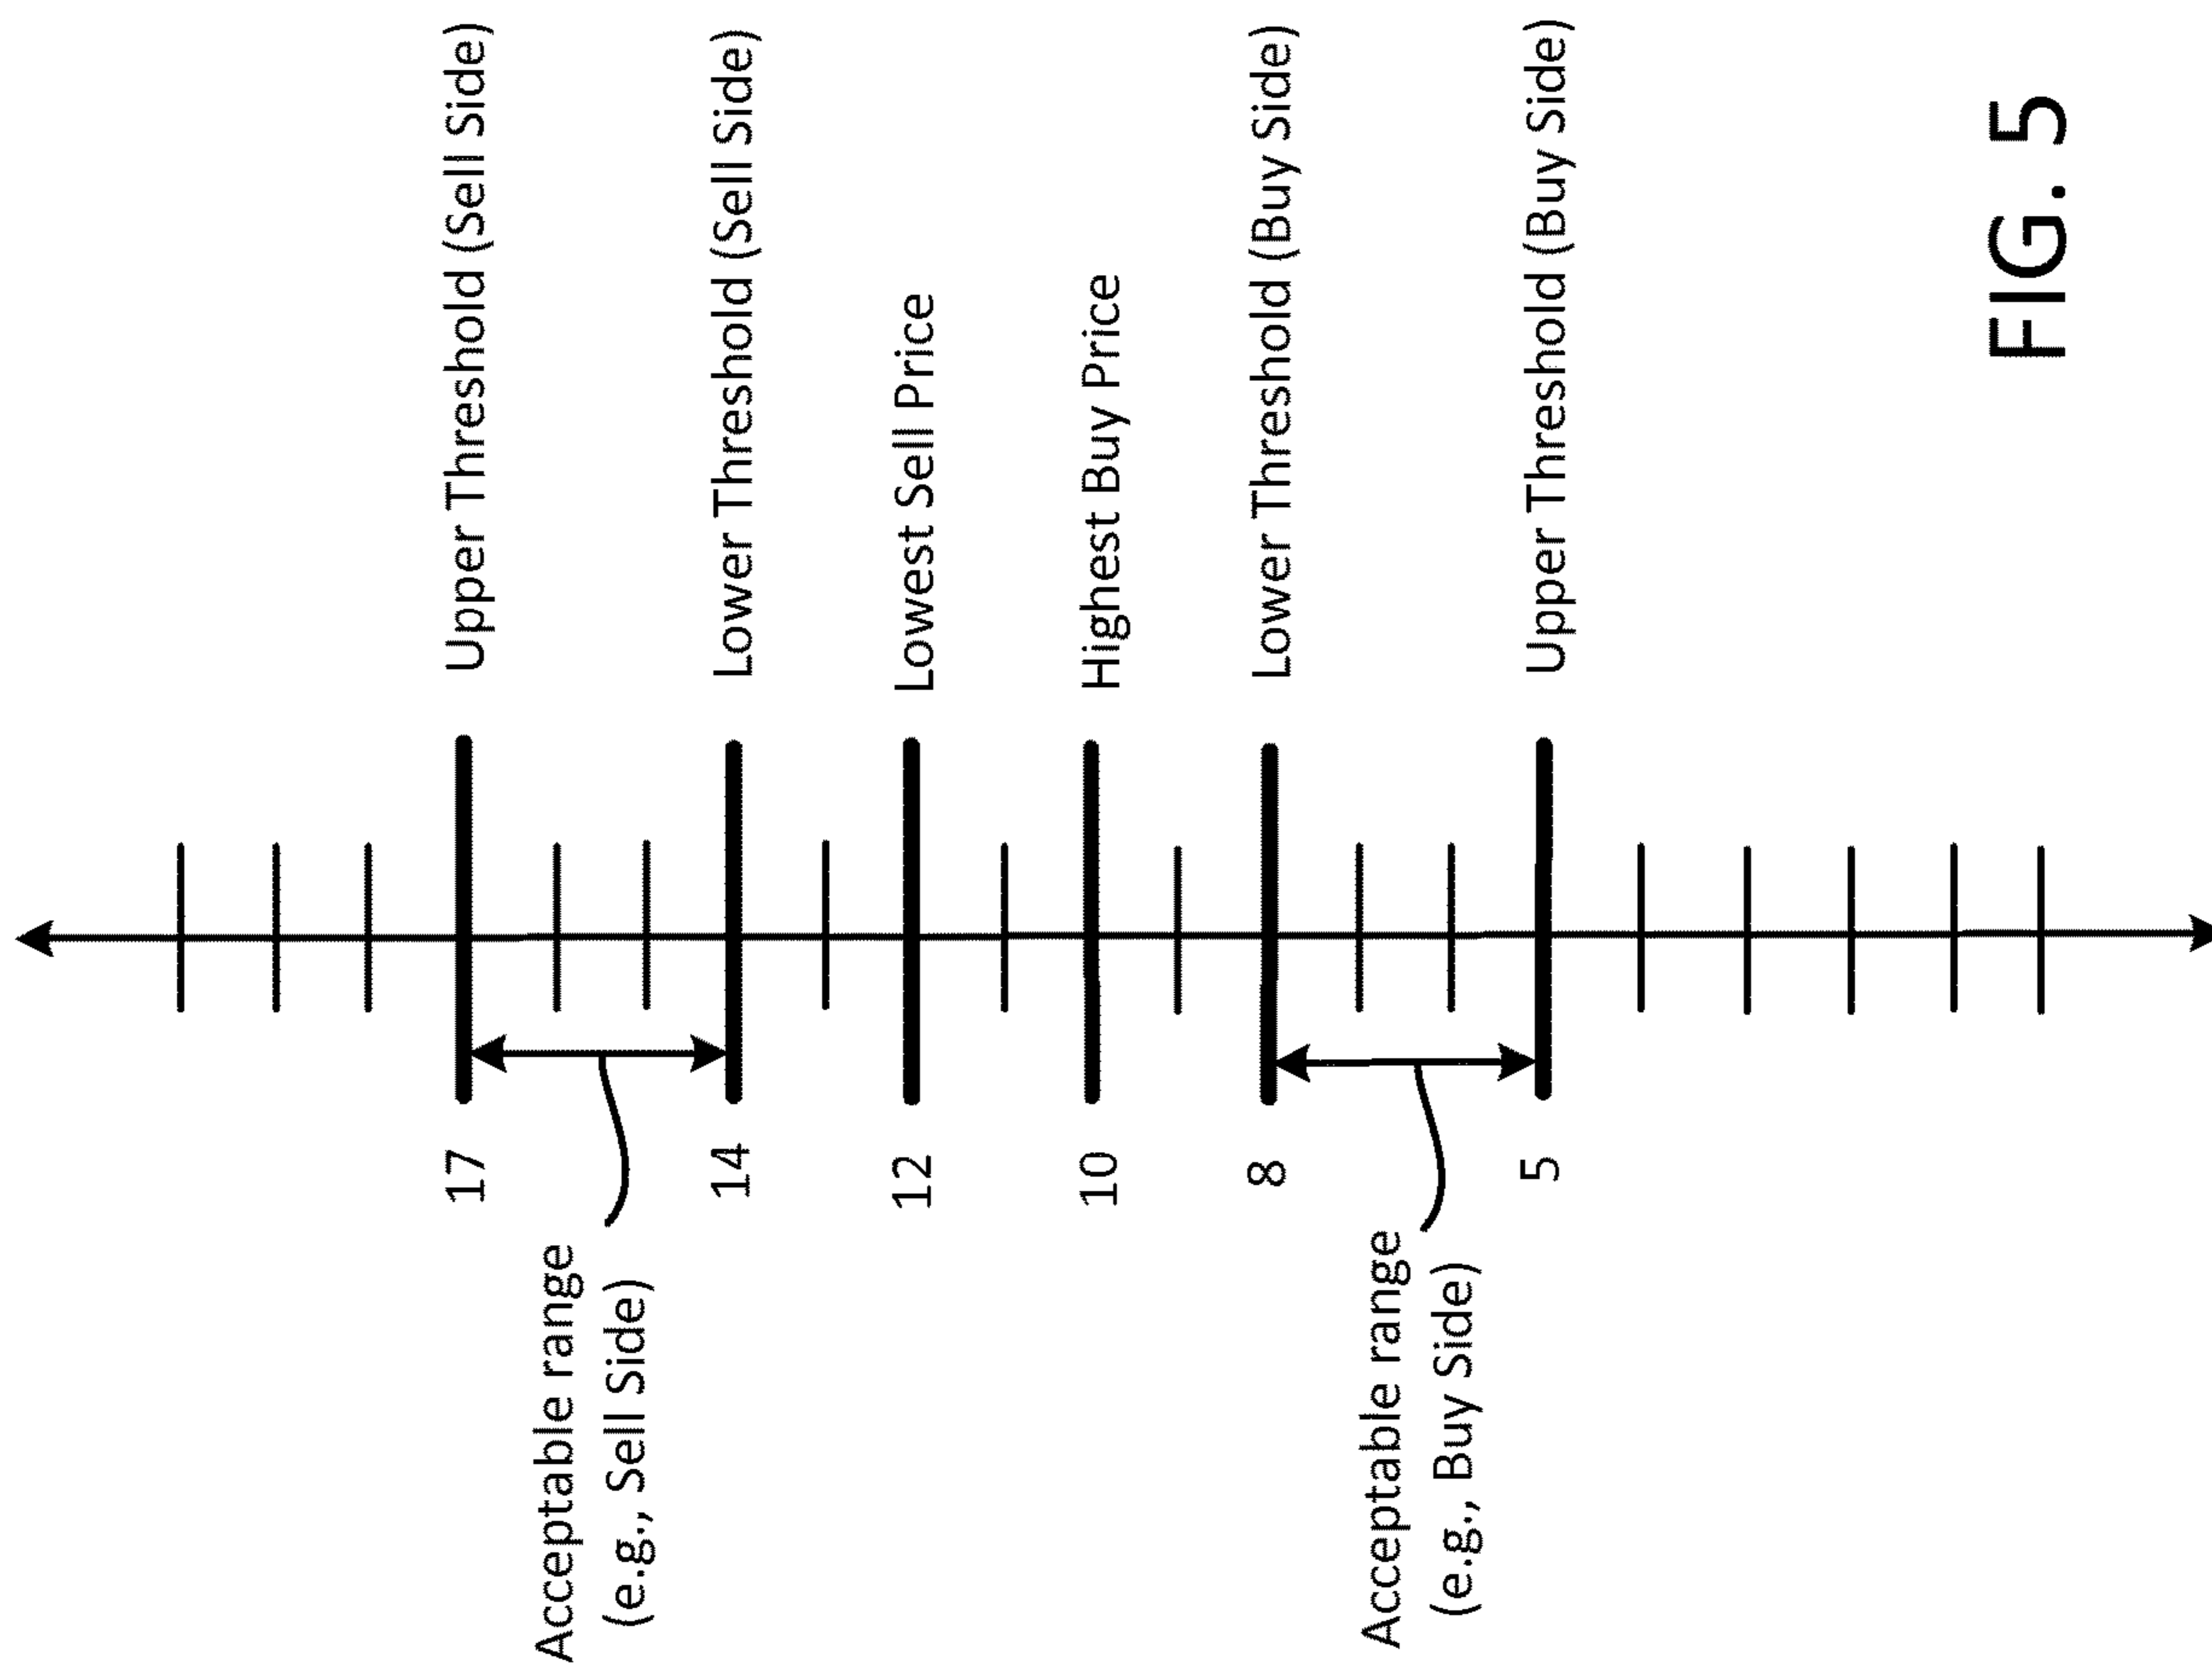 Upper Threshold (Sell Side)
17
Acceptable range
(e.g., Sell Side)
Lower Threshold (Sell Side)
14
Lowest Sell Price
12
Highest Buy Price
10
Lower Threshold (Buy Side)
8
Acceptable range
(e.g., Buy Side)
Upper Threshold (Buy Side)
5
FIG. 5